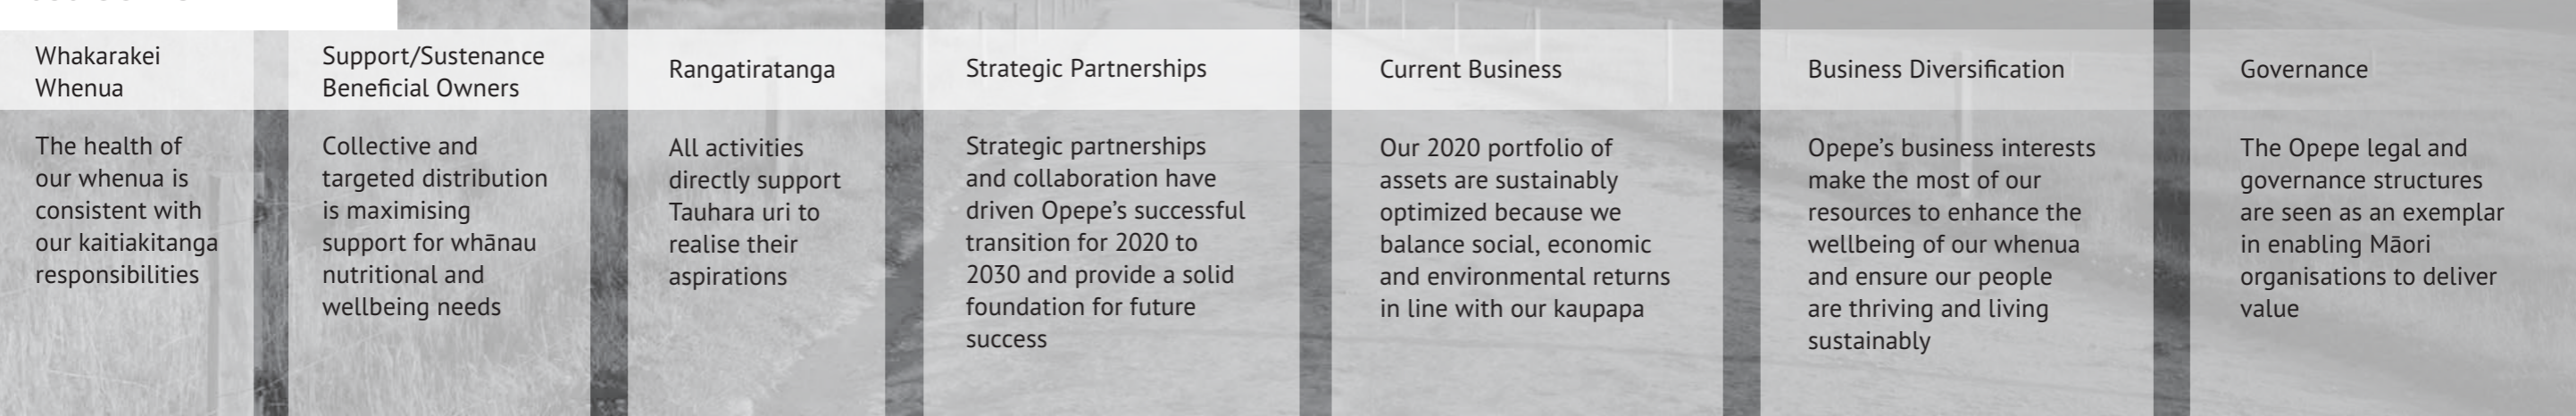 Whakarakei
Whenua
The health of
our whenua is
consistent with
our kaitiakitanga
responsibilities
Support/Sustenance
Beneficial Owners
Collective and
targeted distribution
is maximising
support for whānau
nutritional and
wellbeing needs
Rangatiratanga
All activities
directly support
Tauhara uri to
realise their
aspirations
Strategic Partnerships
Strategic partnerships
and collaboration have
driven Opepe’s successful
transition for 2020 to
2030 and provide a solid
foundation for future
success
Current Business
Our 2020 portfolio of
assets are sustainably
optimized because we
balance social, economic
and environmental returns
in line with our kaupapa
Business Diversification
Opepe’s business interests
make the most of our
resources to enhance the
wellbeing of our whenua
and ensure our people
are thriving and living
sustainably
Governance
The Opepe legal and
governance structures
are seen as an exemplar
in enabling Māori
organisations to deliver
value